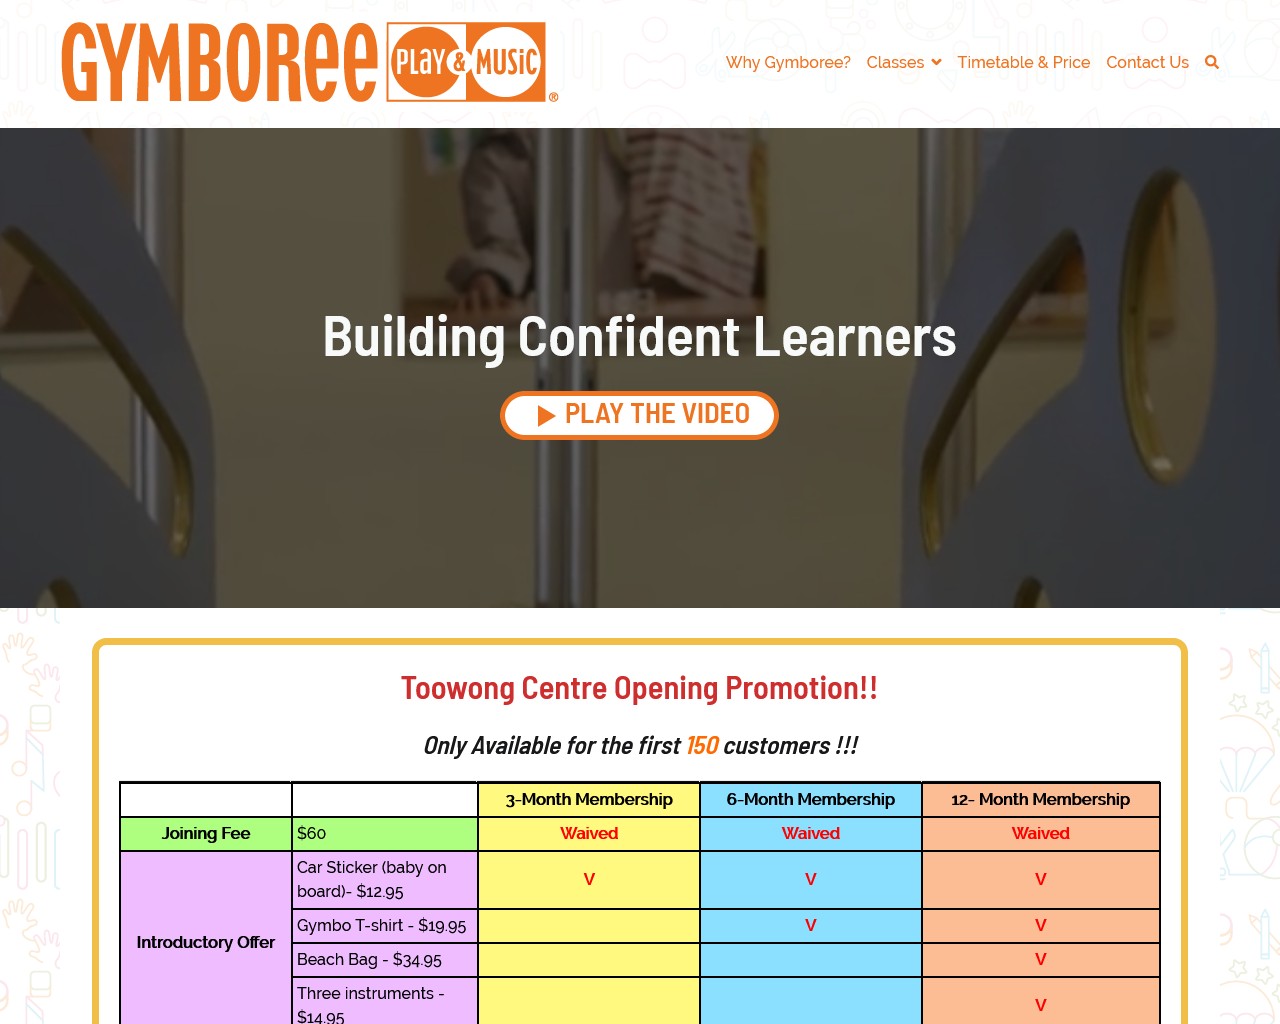 GYMBOREE PLAY & MUSIC ®
Why Gymboree? Classes Timetable & Price Contact Us
Building Confident Learners
PLAY THE VIDEO
Toowong Centre Opening Promotion!!
Only Available for the first 150 customers !!!
3-Month Membership 6-Month Membership 12- Month Membership
Joining Fee $60 Waived Waived Waived
Car Sticker (baby on
board)- $12.95 V V V
Introductory Offer
Gymbo T-shirt - $19.95 V V
Beach Bag - $34.95 V
Three instruments -
$14.95 V